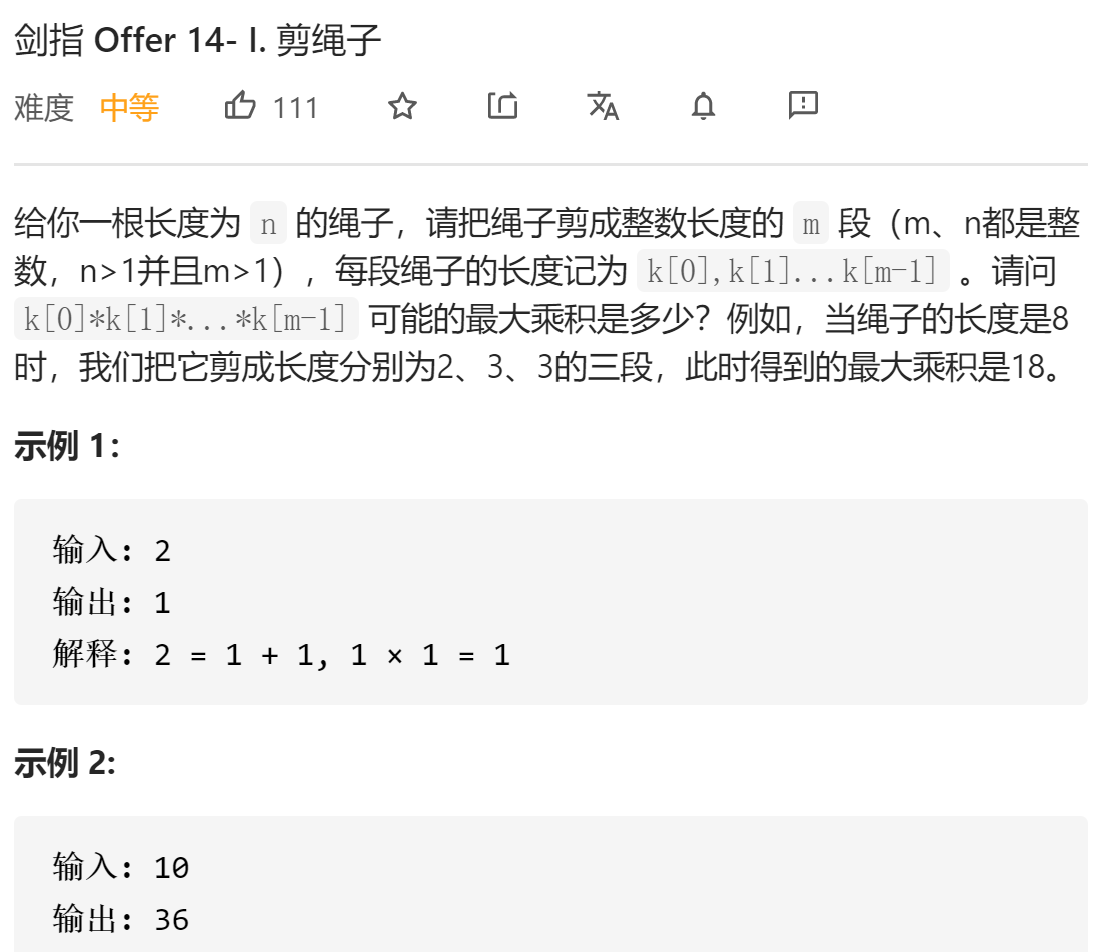 剑指 Offer 14- I. 剪绳子
难度 中等 111
给你一根长度为 n 的绳子，请把绳子剪成整数长度的 m 段（m、n都是整
数，n>1并且m>1），每段绳子的长度记为 k[0],k[1]...k[m-1] 。请问
k[0]*k[1]*...*k[m-1] 可能的最大乘积是多少？例如，当绳子的长度是8
时，我们把它剪成长度分别为2、3、3的三段，此时得到的最大乘积是18。
示例 1：
输入: 2
输出: 1
解释: 2 = 1 + 1, 1 × 1 = 1
示例 2:
输入: 10
输出: 36